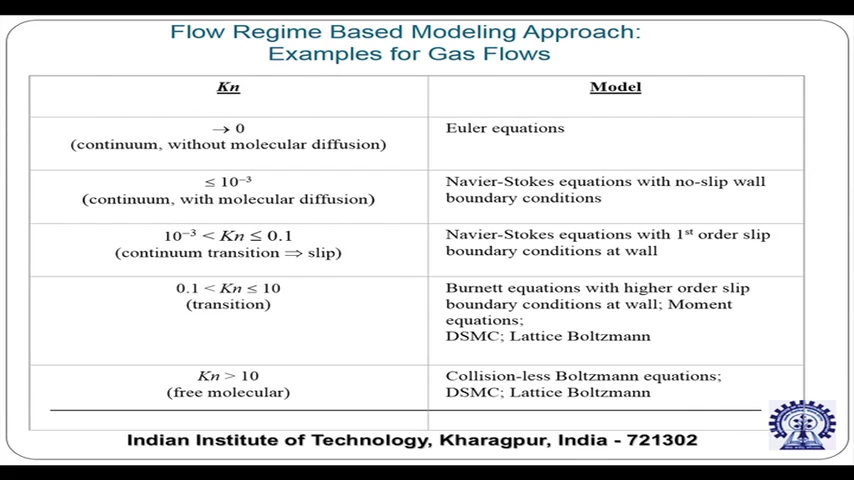 Flow Regime Based Modeling Approach:
Examples for Gas Flows
Kn
Model
→ 0
(continuum, without molecular diffusion)
Euler equations
≤ 10⁻³
(continuum, with molecular diffusion)
Navier-Stokes equations with no-slip wall
boundary conditions
10⁻³ < Kn ≤ 0.1
(continuum transition ⇒ slip)
Navier-Stokes equations with 1st order slip
boundary conditions at wall
0.1 < Kn ≤ 10
(transition)
Burnett equations with higher order slip
boundary conditions at wall; Moment
equations;
DSMC; Lattice Boltzmann
Kn > 10
(free molecular)
Collision-less Boltzmann equations;
DSMC; Lattice Boltzmann
Indian Institute of Technology, Kharagpur, India - 721302